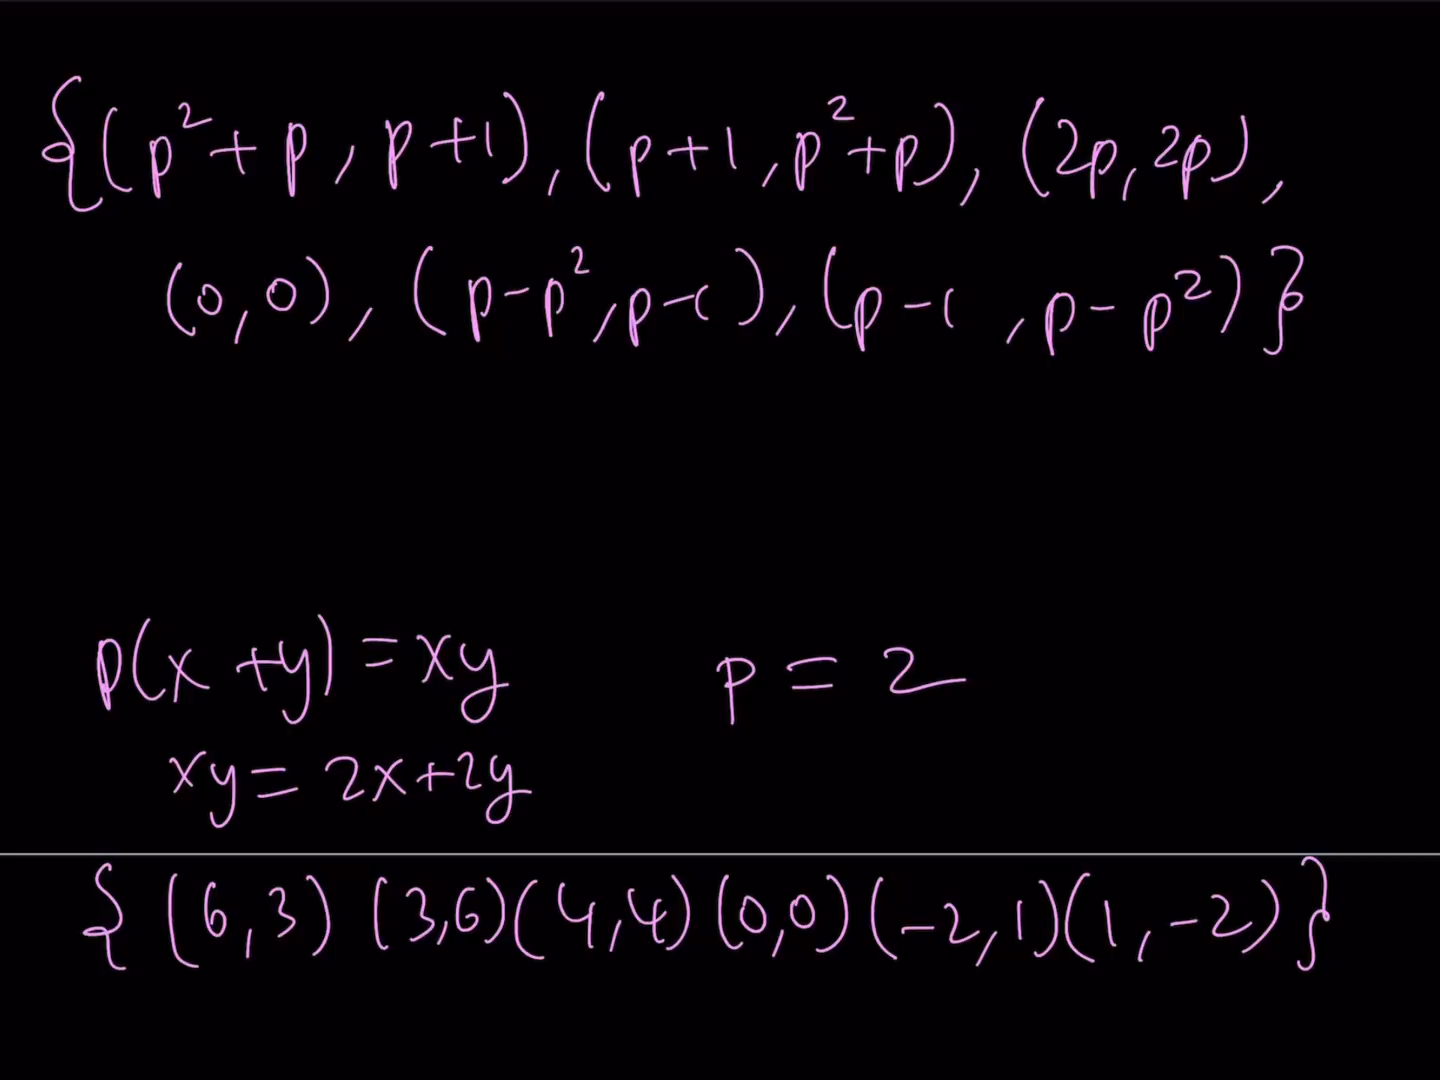 {(p²+p, p+1), (p+1, p²+p), (2p, 2p),
(0,0), (p-p², p-1), (p-1, p-p²)}
p(x+y)=xy p=2
xy=2x+2y
{(6,3) (3,6)(4,4)(0,0)(-2,1)(1,-2)}